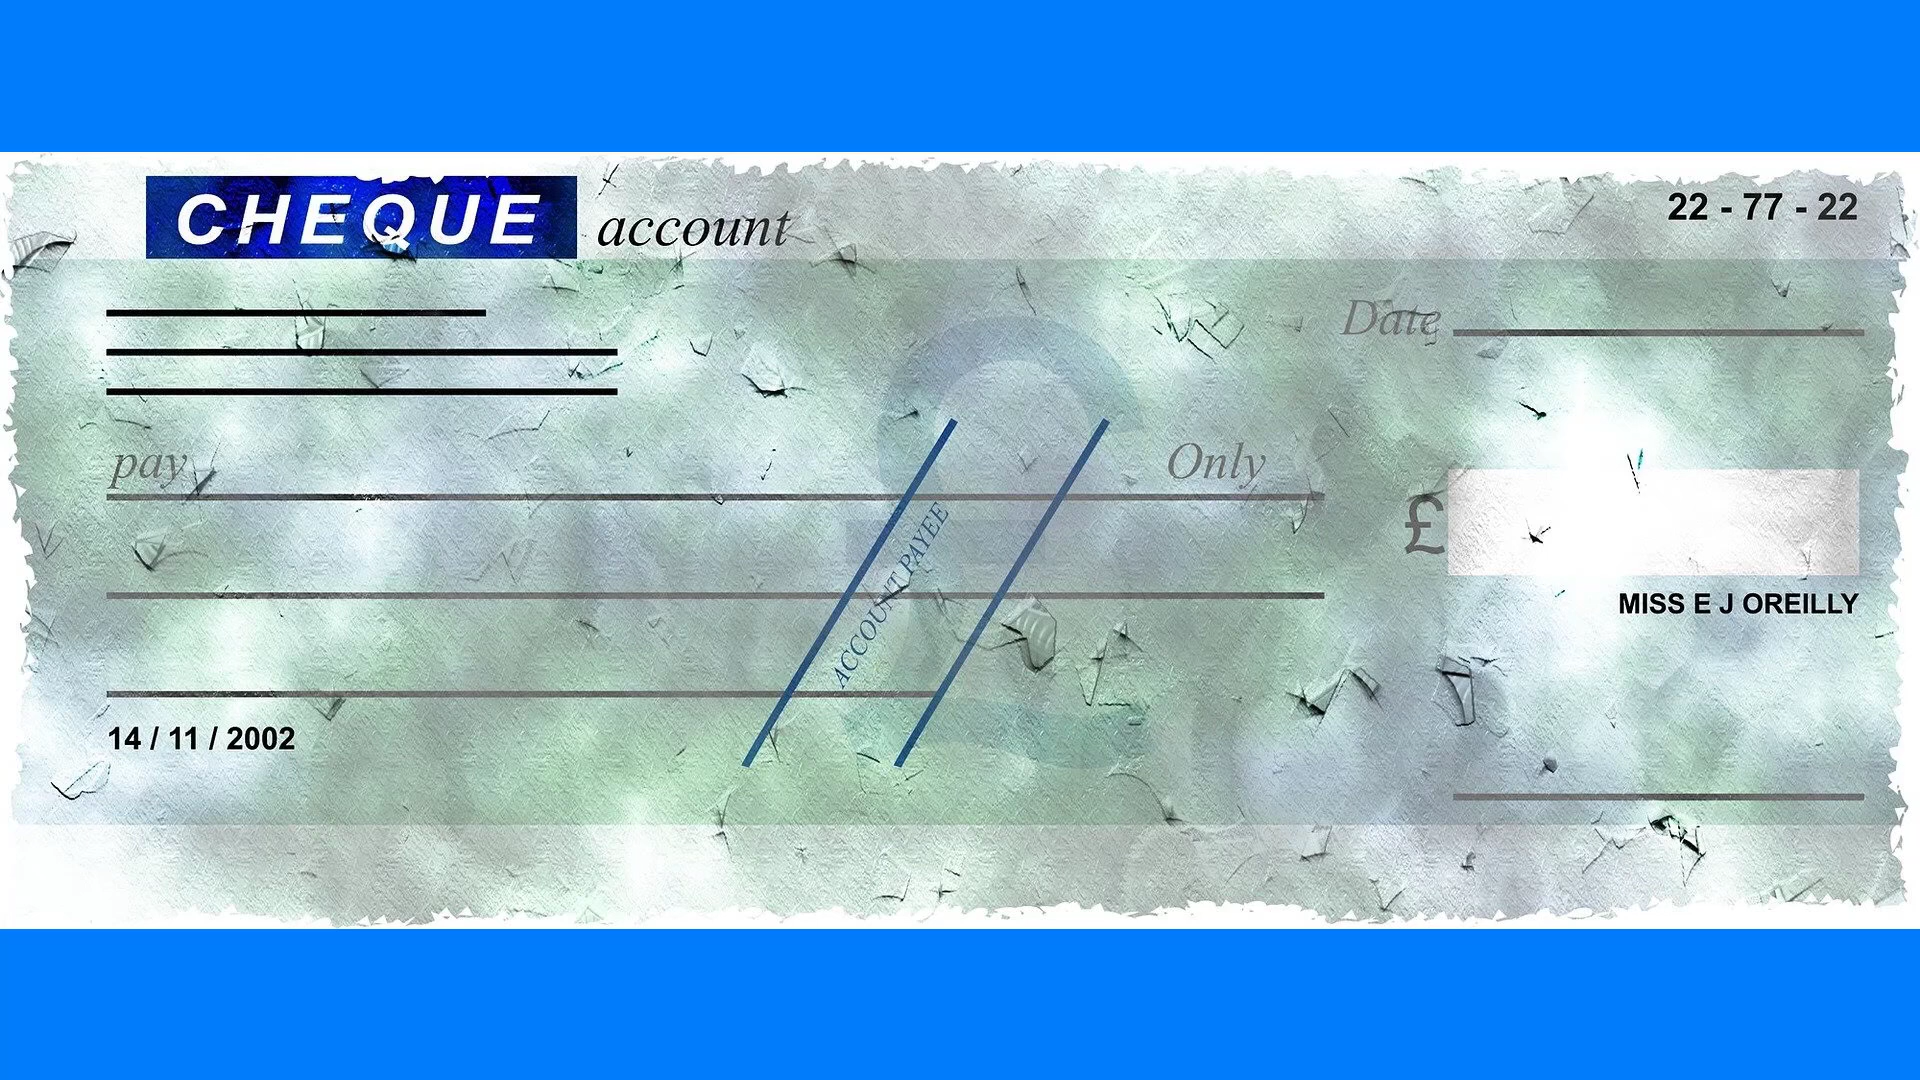 CHEQUE account
22 - 77 - 22
Date
pay
Only
£
ACCOUNT PAYEE
MISS E J OREILLY
14 / 11 / 2002